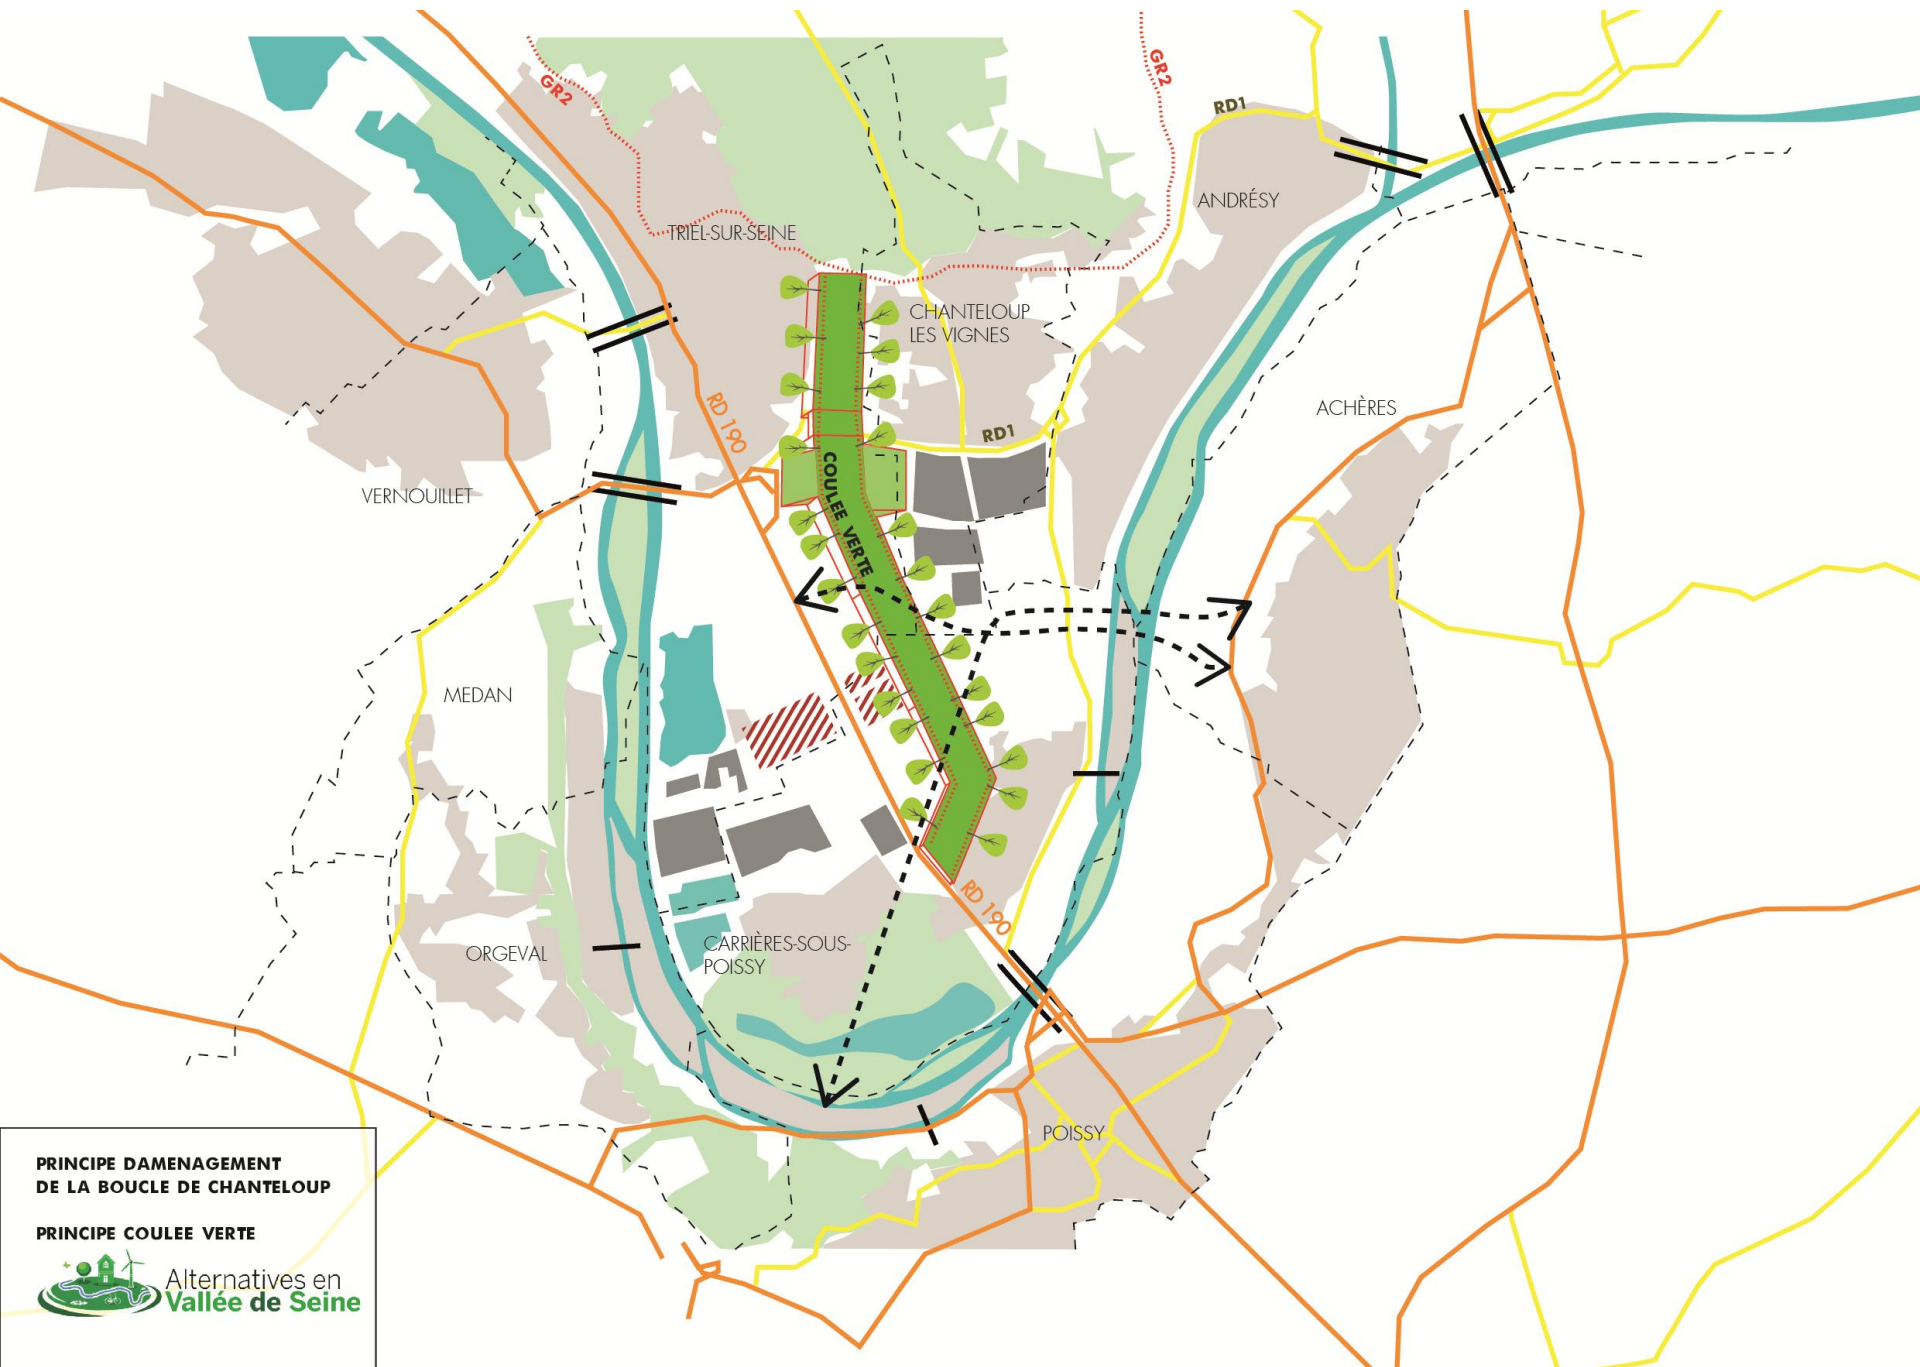 GR2
GR2
RD1
ANDRÉSY
TRIEL-SUR-SEINE
CHANTELOUP
LES VIGNES
RD 190
ACHÈRES
RD1
COULEE VERTE
VERNOUILLET
MEDAN
RD 190
ORGEVAL
CARRIÈRES-SOUS-
POISSY
POISSY
PRINCIPE DAMENAGEMENT
DE LA BOUCLE DE CHANTELOUP
PRINCIPE COULEE VERTE
Alternatives en
Vallée de Seine